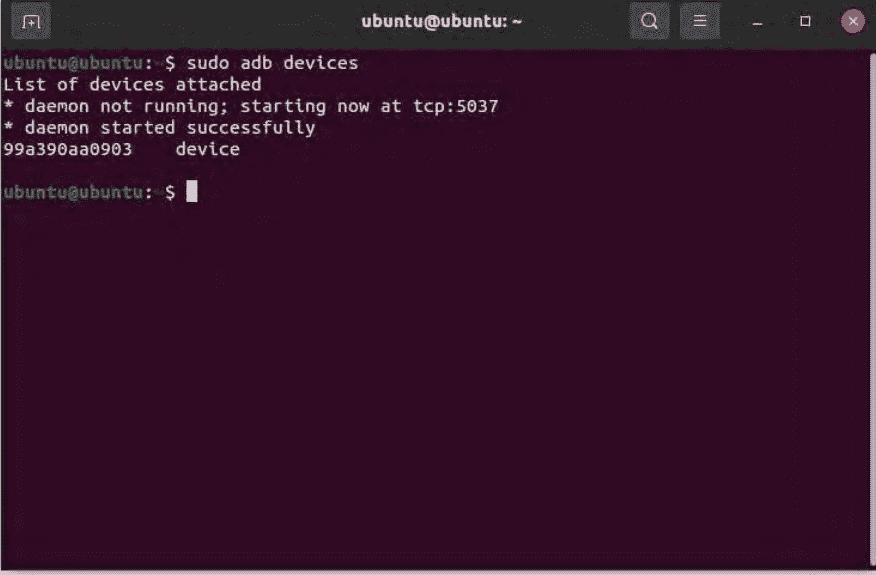 ubuntu@ubuntu: ~
ubuntu@ubuntu:~$ sudo adb devices
List of devices attached
* daemon not running; starting now at tcp:5037
* daemon started successfully
99a390aa0903    device
ubuntu@ubuntu:~$